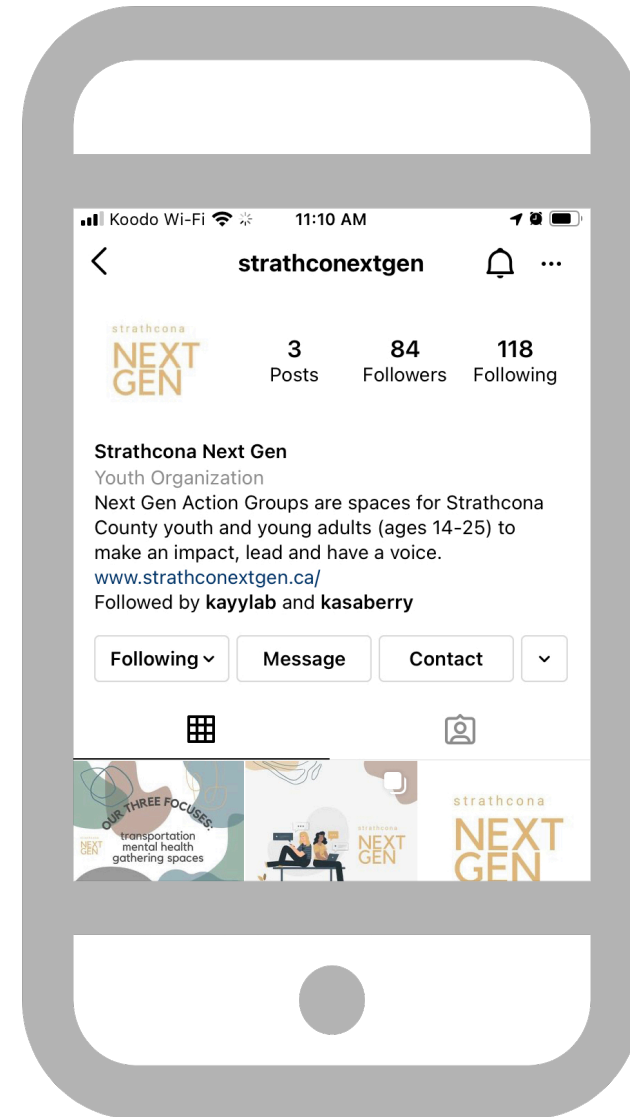 Koodo Wi-Fi 11:10 AM
strathconextgen
strathcona
NEXT
GEN
3 84 118
Posts Followers Following
Strathcona Next Gen
Youth Organization
Next Gen Action Groups are spaces for Strathcona
County youth and young adults (ages 14-25) to
make an impact, lead and have a voice.
www.strathconextgen.ca/
Followed by kayylab and kasaberry
Following Message Contact
OUR THREE FOCUSES:
transportation
mental health
gathering spaces
NEXT
GEN
strathcona
NEXT
GEN
strathcona
NEXT
GEN